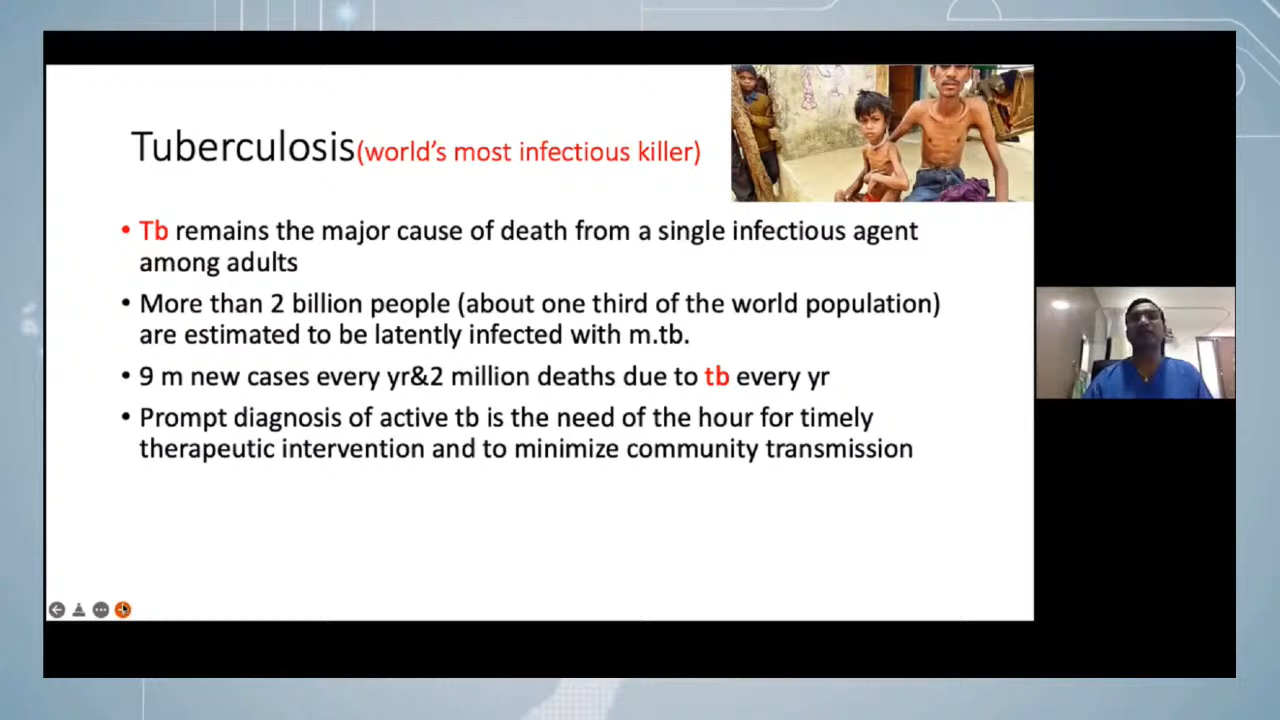 Tuberculosis(world’s most infectious killer)
• Tb remains the major cause of death from a single infectious agent
among adults
• More than 2 billion people (about one third of the world population)
are estimated to be latently infected with m.tb.
• 9 m new cases every yr&2 million deaths due to tb every yr
• Prompt diagnosis of active tb is the need of the hour for timely
therapeutic intervention and to minimize community transmission